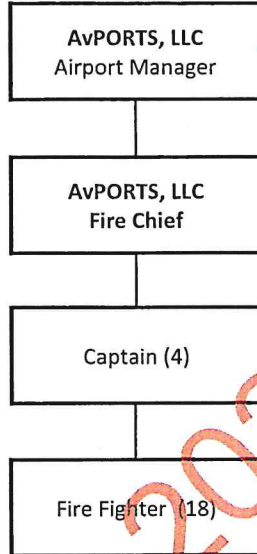 AvPORTS, LLC
Airport Manager
AvPORTS, LLC
Fire Chief
Captain (4)
Fire Fighter (18)